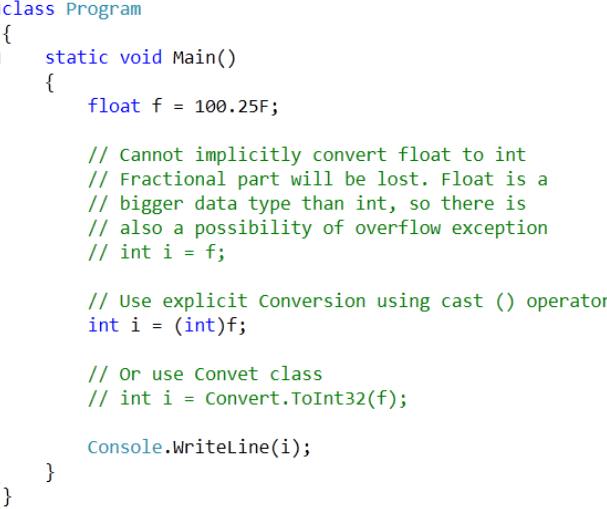 class Program
{
static void Main()
{
float f = 100.25F;
// Cannot implicitly convert float to int
// Fractional part will be lost. Float is a
// bigger data type than int, so there is
// also a possibility of overflow exception
// int i = f;
// Use explicit Conversion using cast () operator
int i = (int)f;
// Or use Convet class
// int i = Convert.ToInt32(f);
Console.WriteLine(i);
}
}